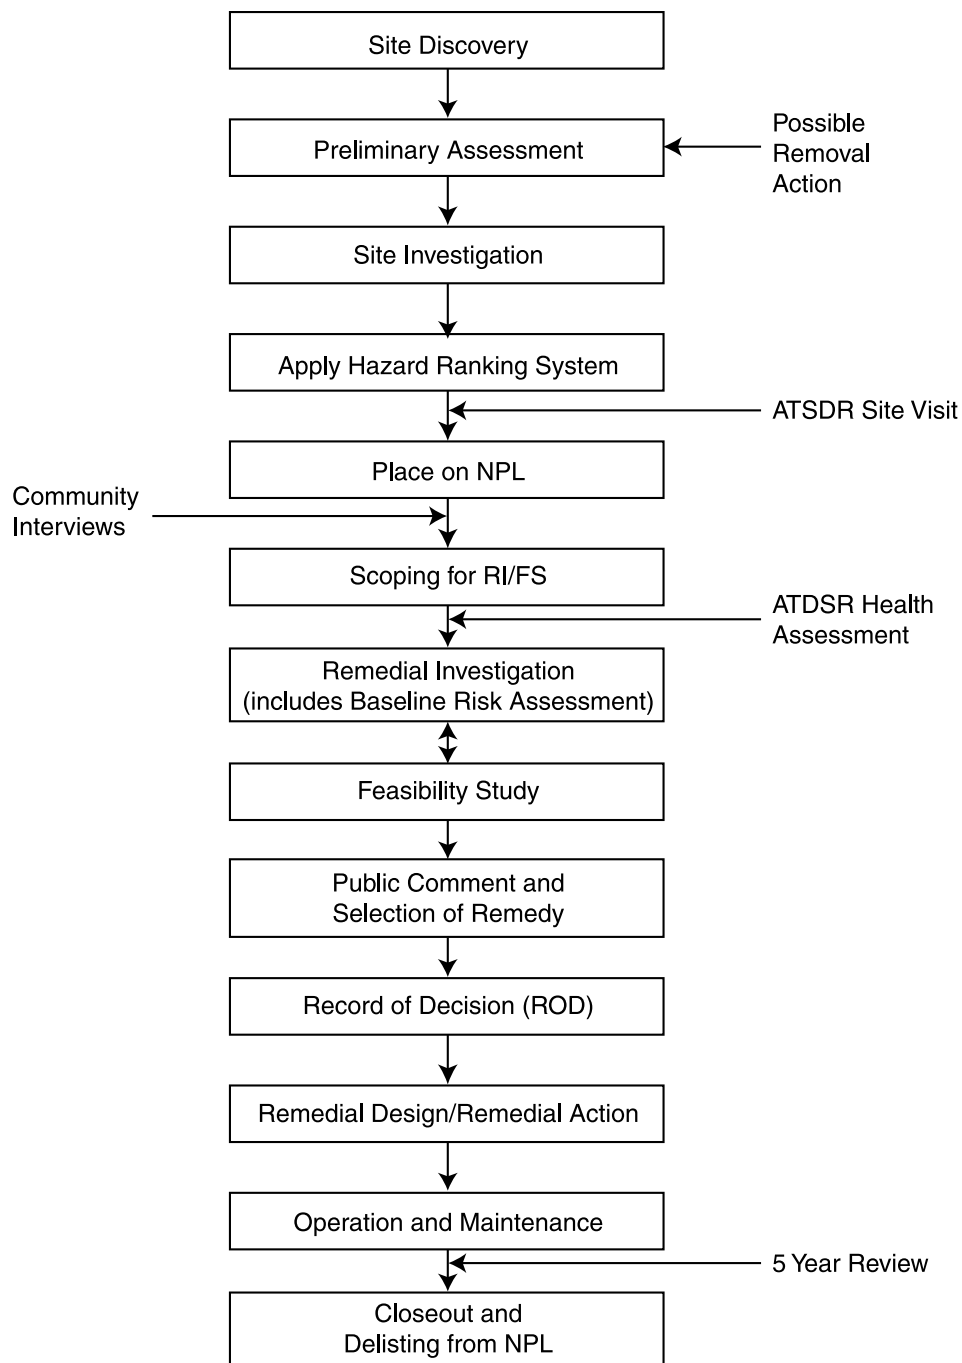 Site Discovery
Preliminary Assessment
Possible
Removal
Action
Site Investigation
Apply Hazard Ranking System
ATSDR Site Visit
Place on NPL
Community
Interviews
Scoping for RI/FS
ATDSR Health
Assessment
Remedial Investigation
(includes Baseline Risk Assessment)
Feasibility Study
Public Comment and
Selection of Remedy
Record of Decision (ROD)
Remedial Design/Remedial Action
Operation and Maintenance
5 Year Review
Closeout and
Delisting from NPL